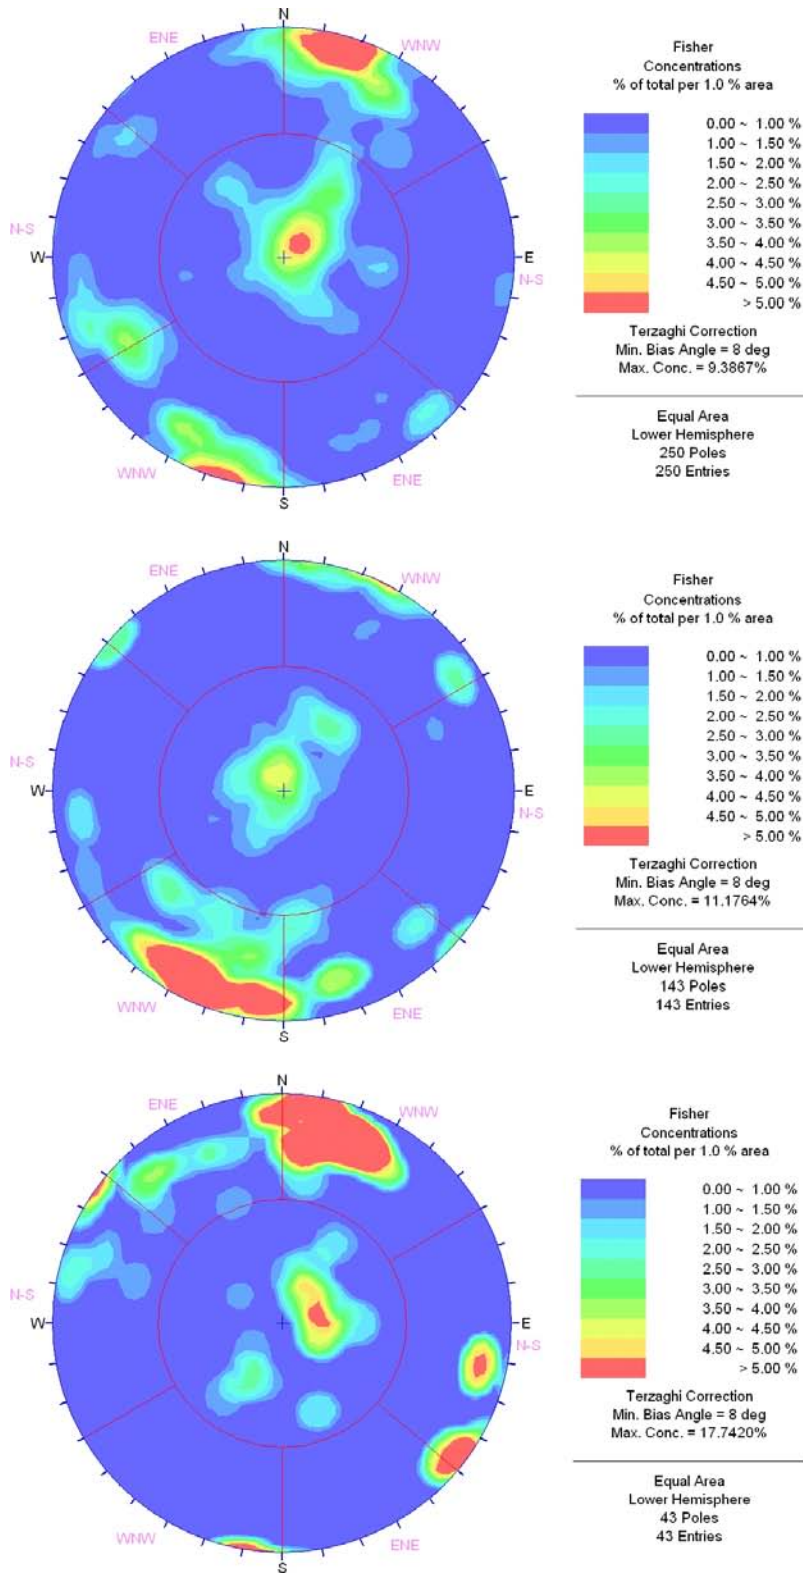 N
ENE
WNW
N-S
W
E
N-S
WNW
ENE
S
Fisher
Concentrations
% of total per 1.0 % area
0.00 ~ 1.00 %
1.00 ~ 1.50 %
1.50 ~ 2.00 %
2.00 ~ 2.50 %
2.50 ~ 3.00 %
3.00 ~ 3.50 %
3.50 ~ 4.00 %
4.00 ~ 4.50 %
4.50 ~ 5.00 %
> 5.00 %
Terzaghi Correction
Min. Bias Angle = 8 deg
Max. Conc. = 9.3867%
Equal Area
Lower Hemisphere
250 Poles
250 Entries
N
ENE
WNW
N-S
W
E
N-S
WNW
ENE
S
Fisher
Concentrations
% of total per 1.0 % area
0.00 ~ 1.00 %
1.00 ~ 1.50 %
1.50 ~ 2.00 %
2.00 ~ 2.50 %
2.50 ~ 3.00 %
3.00 ~ 3.50 %
3.50 ~ 4.00 %
4.00 ~ 4.50 %
4.50 ~ 5.00 %
> 5.00 %
Terzaghi Correction
Min. Bias Angle = 8 deg
Max. Conc. = 11.1764%
Equal Area
Lower Hemisphere
143 Poles
143 Entries
N
ENE
WNW
N-S
W
E
N-S
WNW
ENE
S
Fisher
Concentrations
% of total per 1.0 % area
0.00 ~ 1.00 %
1.00 ~ 1.50 %
1.50 ~ 2.00 %
2.00 ~ 2.50 %
2.50 ~ 3.00 %
3.00 ~ 3.50 %
3.50 ~ 4.00 %
4.00 ~ 4.50 %
4.50 ~ 5.00 %
> 5.00 %
Terzaghi Correction
Min. Bias Angle = 8 deg
Max. Conc. = 17.7420%
Equal Area
Lower Hemisphere
43 Poles
43 Entries